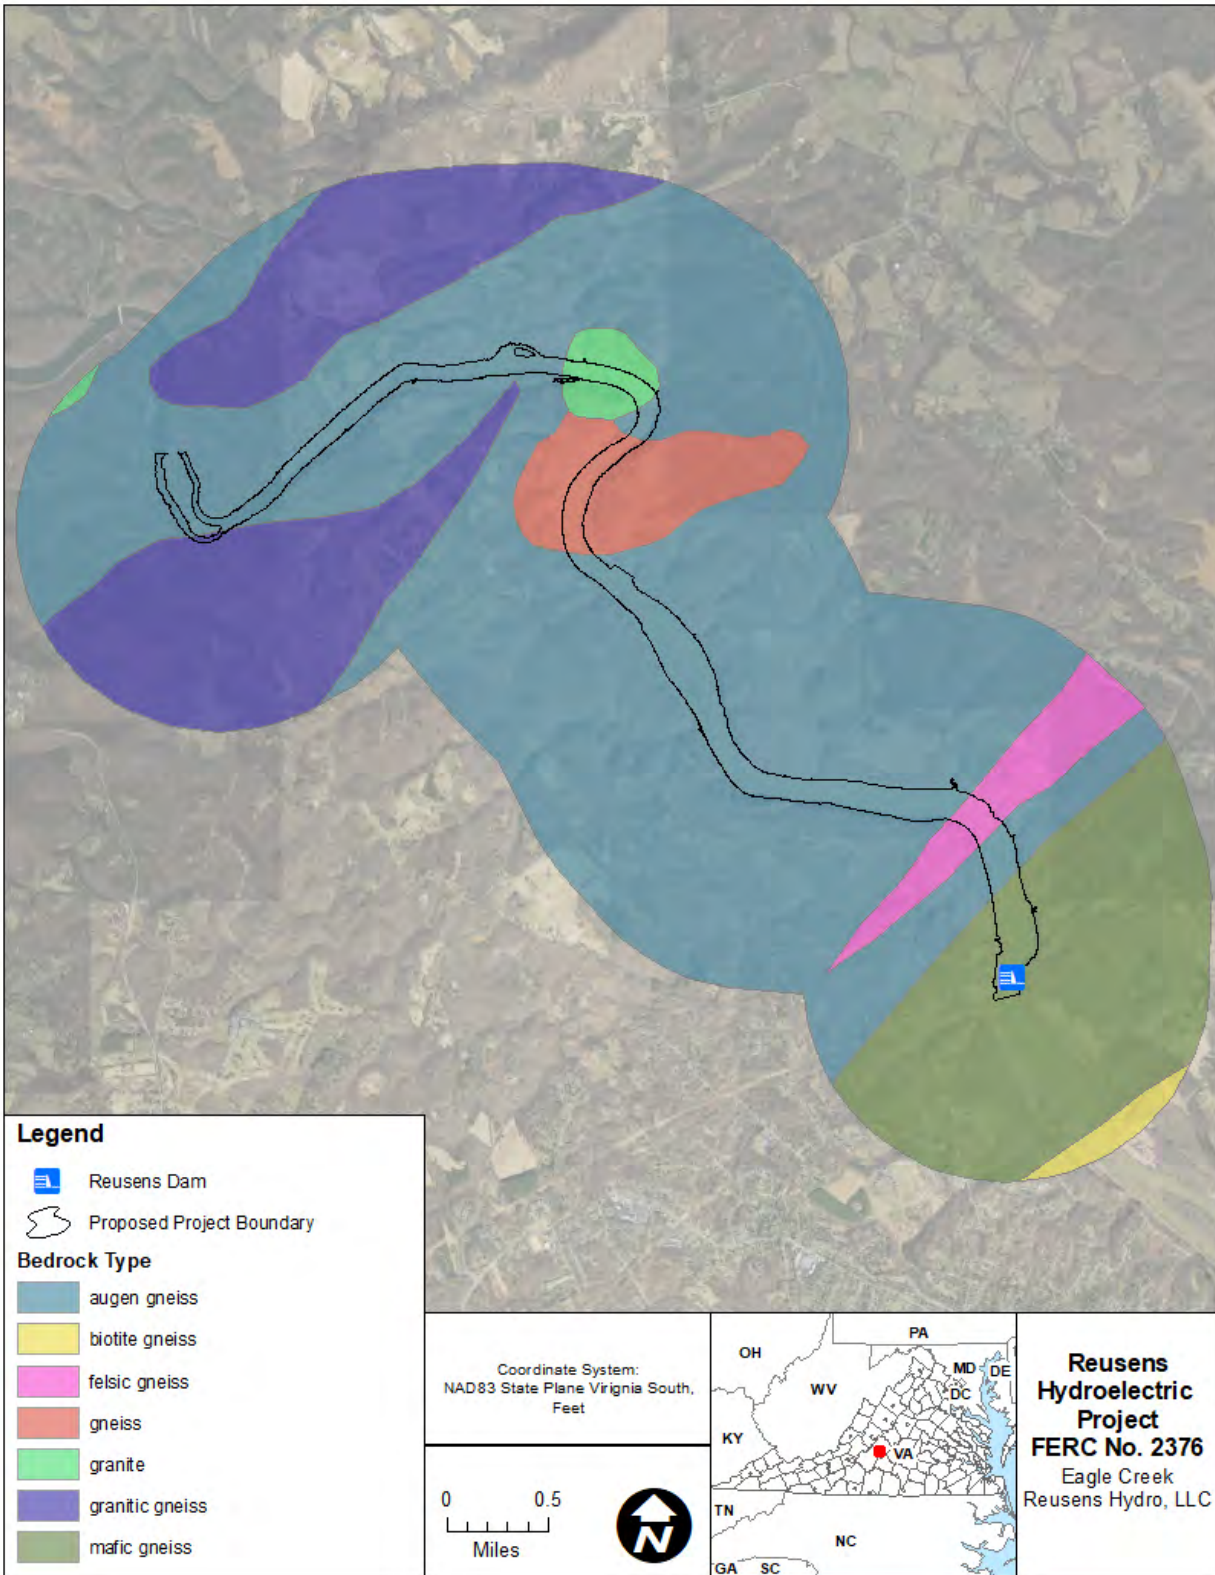 Legend
Reusens Dam
Proposed Project Boundary
Bedrock Type
augen gneiss
biotite gneiss
felsic gneiss
gneiss
granite
granitic gneiss
mafic gneiss
Coordinate System:
NAD83 State Plane Virignia South,
Feet
0 0.5
Miles
N
PA
OH
MD
DE
WV
DC
KY
VA
TN
NC
GA
SC
Reusens
Hydroelectric
Project
FERC No. 2376
Eagle Creek
Reusens Hydro, LLC